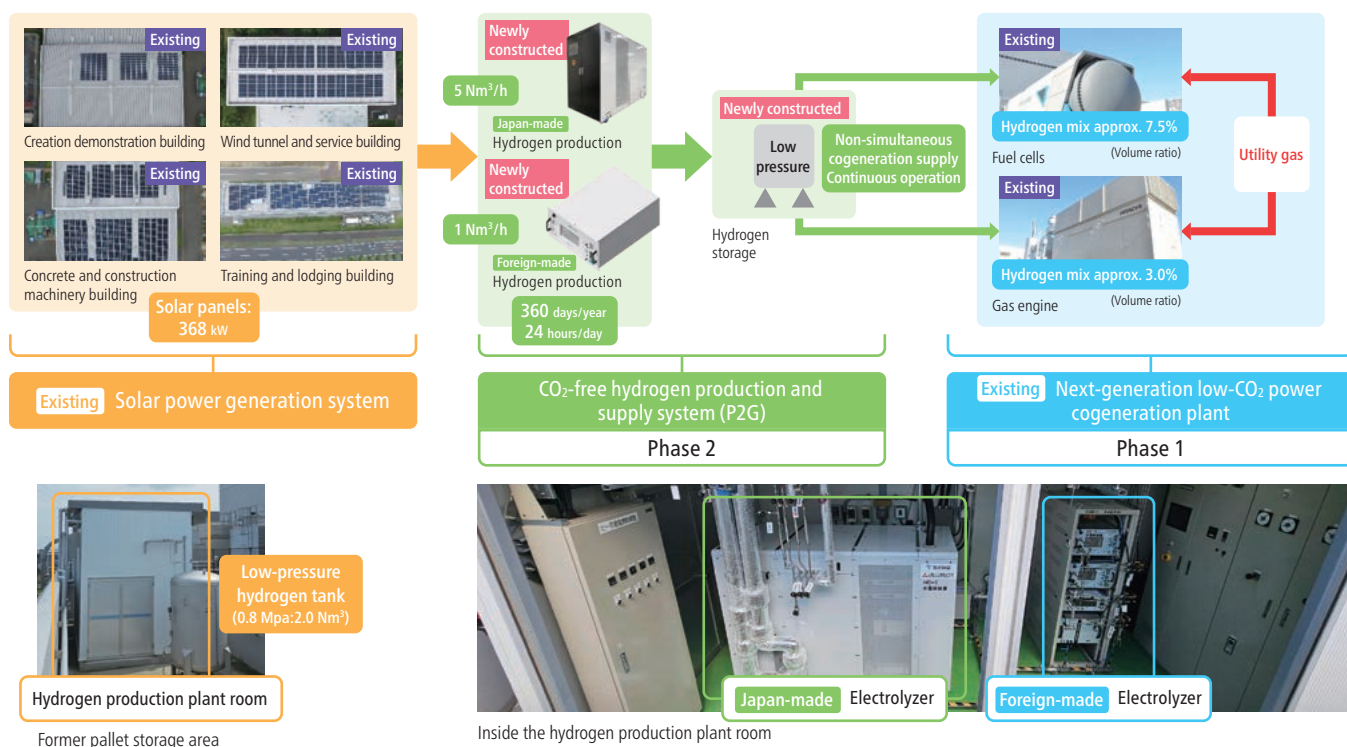 Existing
Existing
Creation demonstration building
Wind tunnel and service building
Existing
Existing
Concrete and construction
machinery building
Training and lodging building
Solar panels:
368 kW
Existing Solar power generation system
Newly
constructed
5 Nm³/h
Japan-made
Hydrogen production
Newly
constructed
1 Nm³/h
Foreign-made
Hydrogen production
360 days/year
24 hours/day
Newly constructed
Low
pressure
Non-simultaneous
cogeneration supply
Continuous operation
Hydrogen
storage
CO₂-free hydrogen production and
supply system (P2G)
Phase 2
Existing
Hydrogen mix approx. 7.5%
Fuel cells
(Volume ratio)
Existing
HITACHI
Hydrogen mix approx. 3.0%
Gas engine
(Volume ratio)
Utility gas
Existing Next-generation low-CO₂ power
cogeneration plant
Phase 1
Low-pressure
hydrogen tank
(0.8 Mpa:2.0 Nm³)
Hydrogen production plant room
Former pallet storage area
Japan-made Electrolyzer
Foreign-made Electrolyzer
Inside the hydrogen production plant room